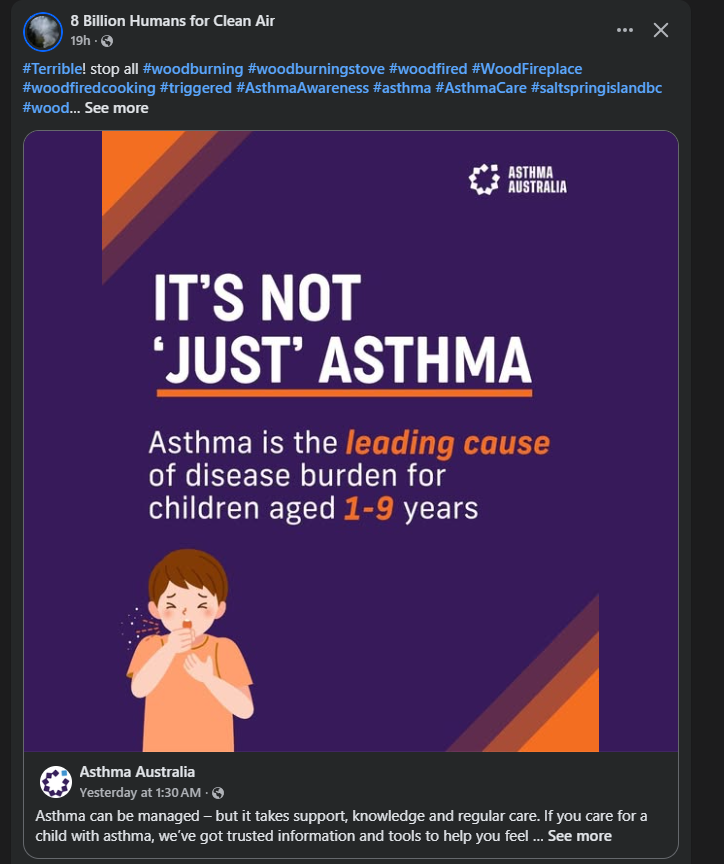 8 Billion Humans for Clean Air
19h ·
#Terrible! stop all #woodburning #woodburningstove #woodfired #WoodFireplace
#woodfiredcooking #triggered #AsthmaAwareness #asthma #AsthmaCare #saltspringislandbc
#wood... See more
ASTHMA
AUSTRALIA
IT'S NOT
‘JUST’ ASTHMA
Asthma is the leading cause
of disease burden for
children aged 1-9 years
Asthma Australia
Yesterday at 1:30 AM ·
Asthma can be managed – but it takes support, knowledge and regular care. If you care for a
child with asthma, we've got trusted information and tools to help you feel ... See more